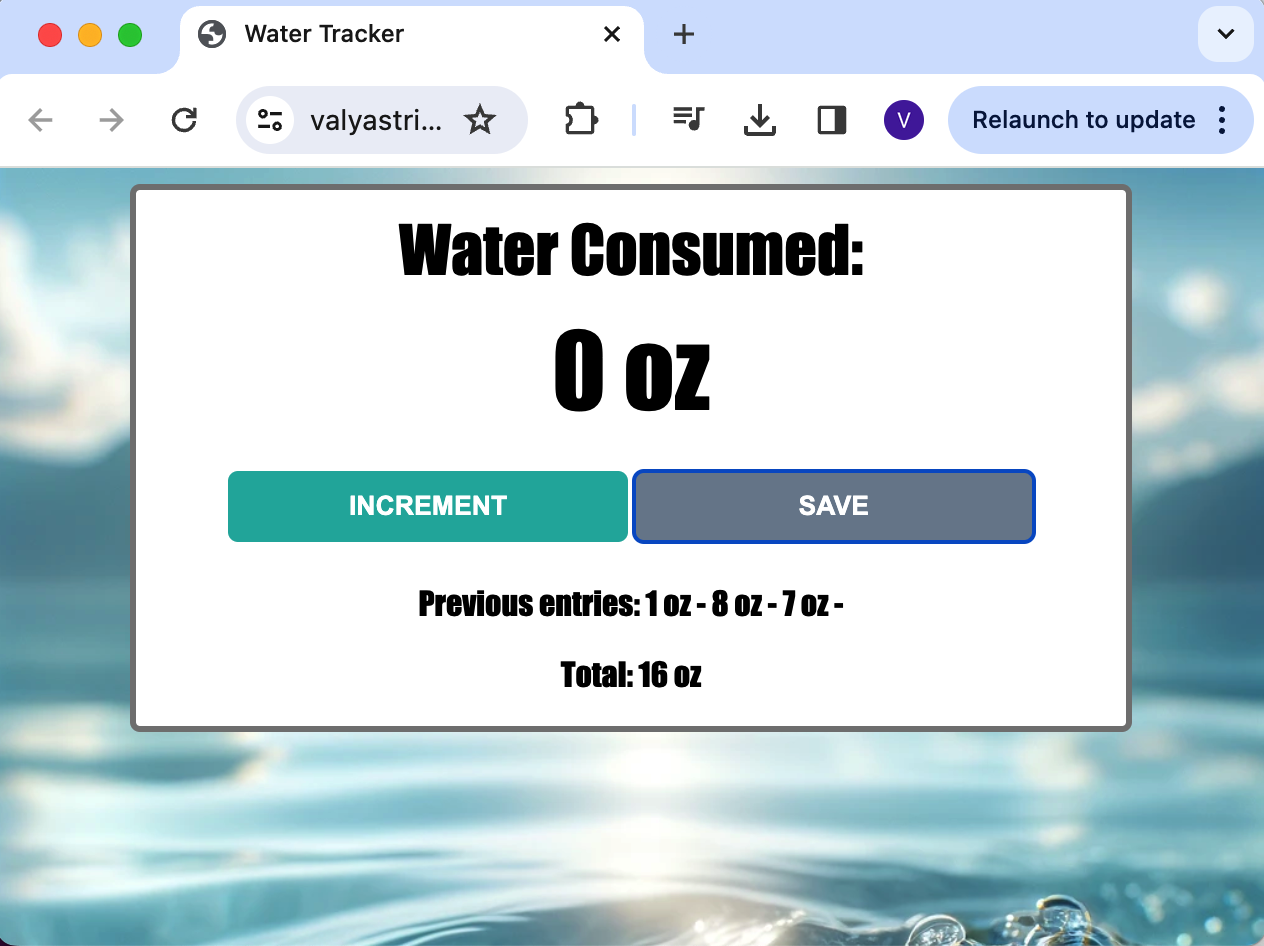 Water Tracker
valyastri...
V
Relaunch to update
Water Consumed:
0 oz
INCREMENT
SAVE
Previous entries: 1 oz - 8 oz - 7 oz -
Total: 16 oz